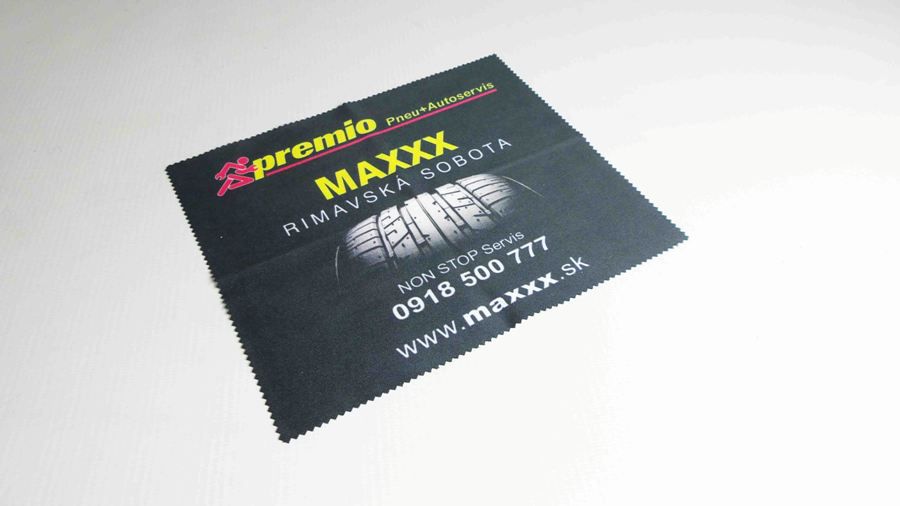 premio Pneu+Autoservis
MAXXX
RIMAVSKÁ SOBOTA
NON STOP Servis
0918 500 777
www.maxxx.sk